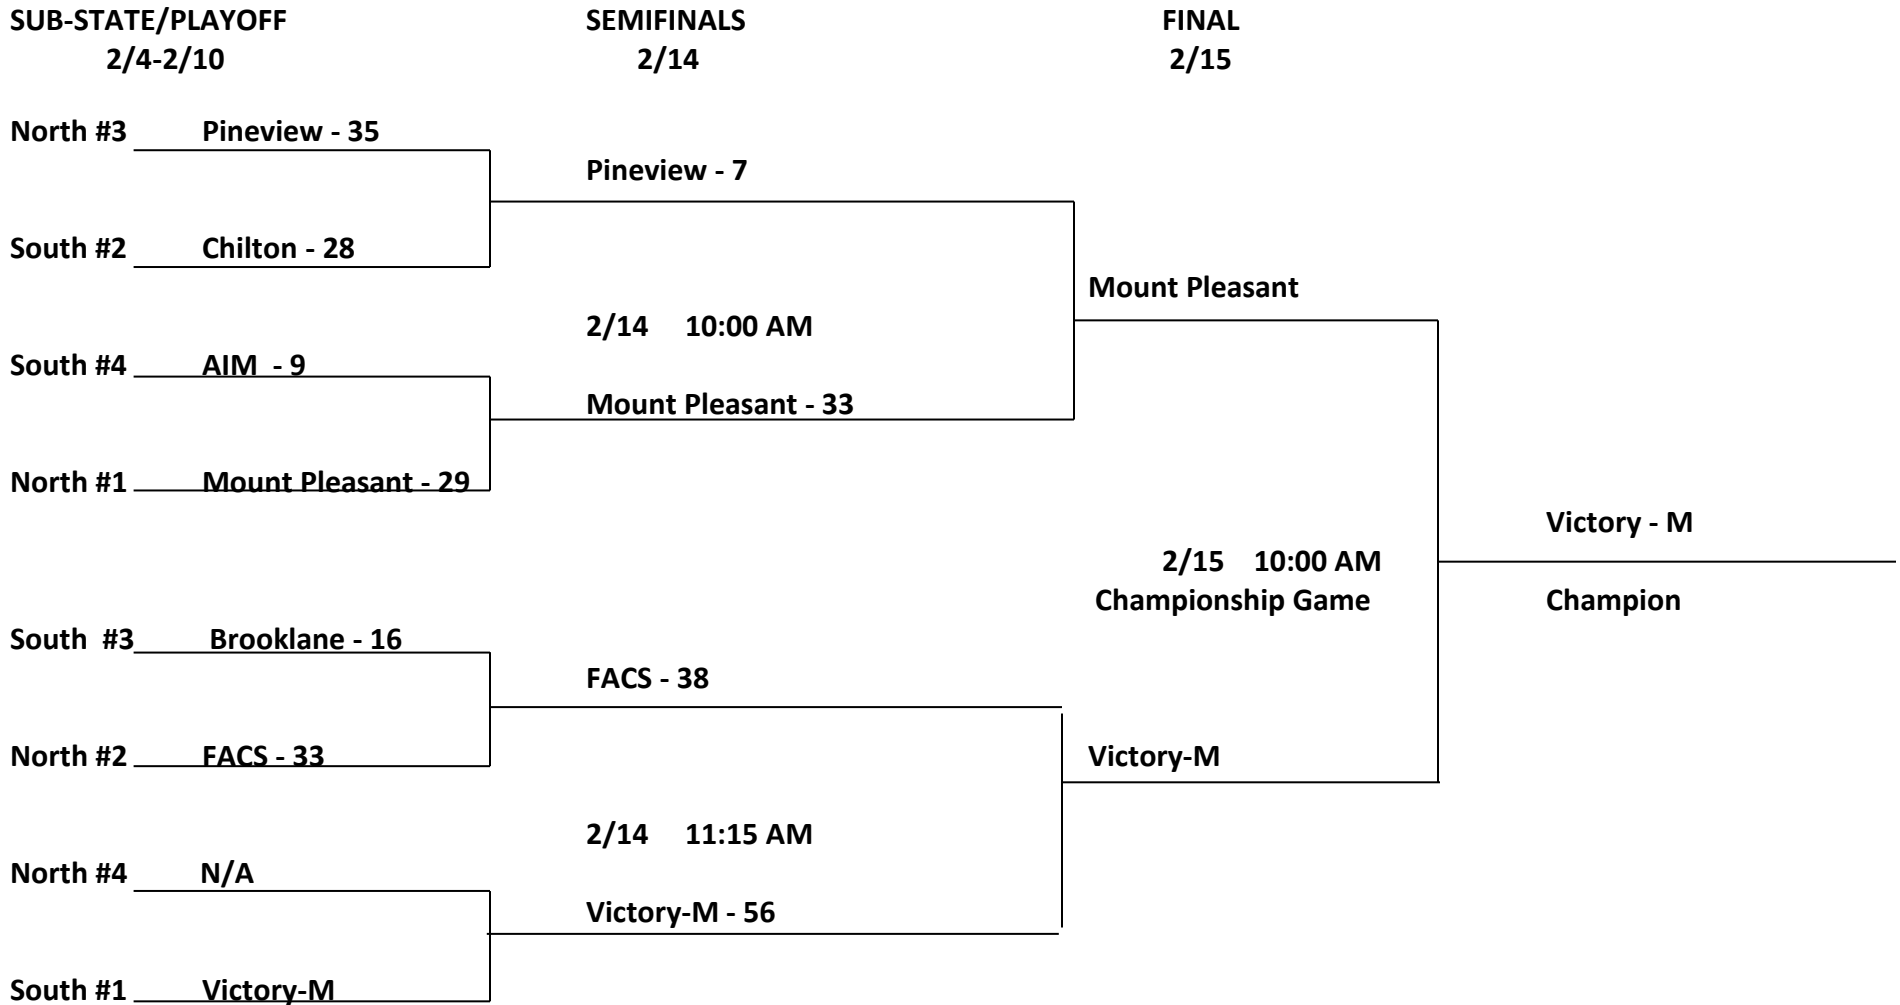 SUB-STATE/PLAYOFF SEMIFINALS FINAL
2/4-2/10 2/14 2/15
North #3 Pineview - 35
Pineview - 7
South #2 Chilton - 28
Mount Pleasant
2/14 10:00 AM
South #4 AIM - 9
Mount Pleasant - 33
North #1 Mount Pleasant - 29
Victory - M
2/15 10:00 AM
Championship Game Champion
South #3 Brooklane - 16
FACS - 38
North #2 FACS - 33 Victory-M
2/14 11:15 AM
North #4 N/A
Victory-M - 56
South #1 Victory-M